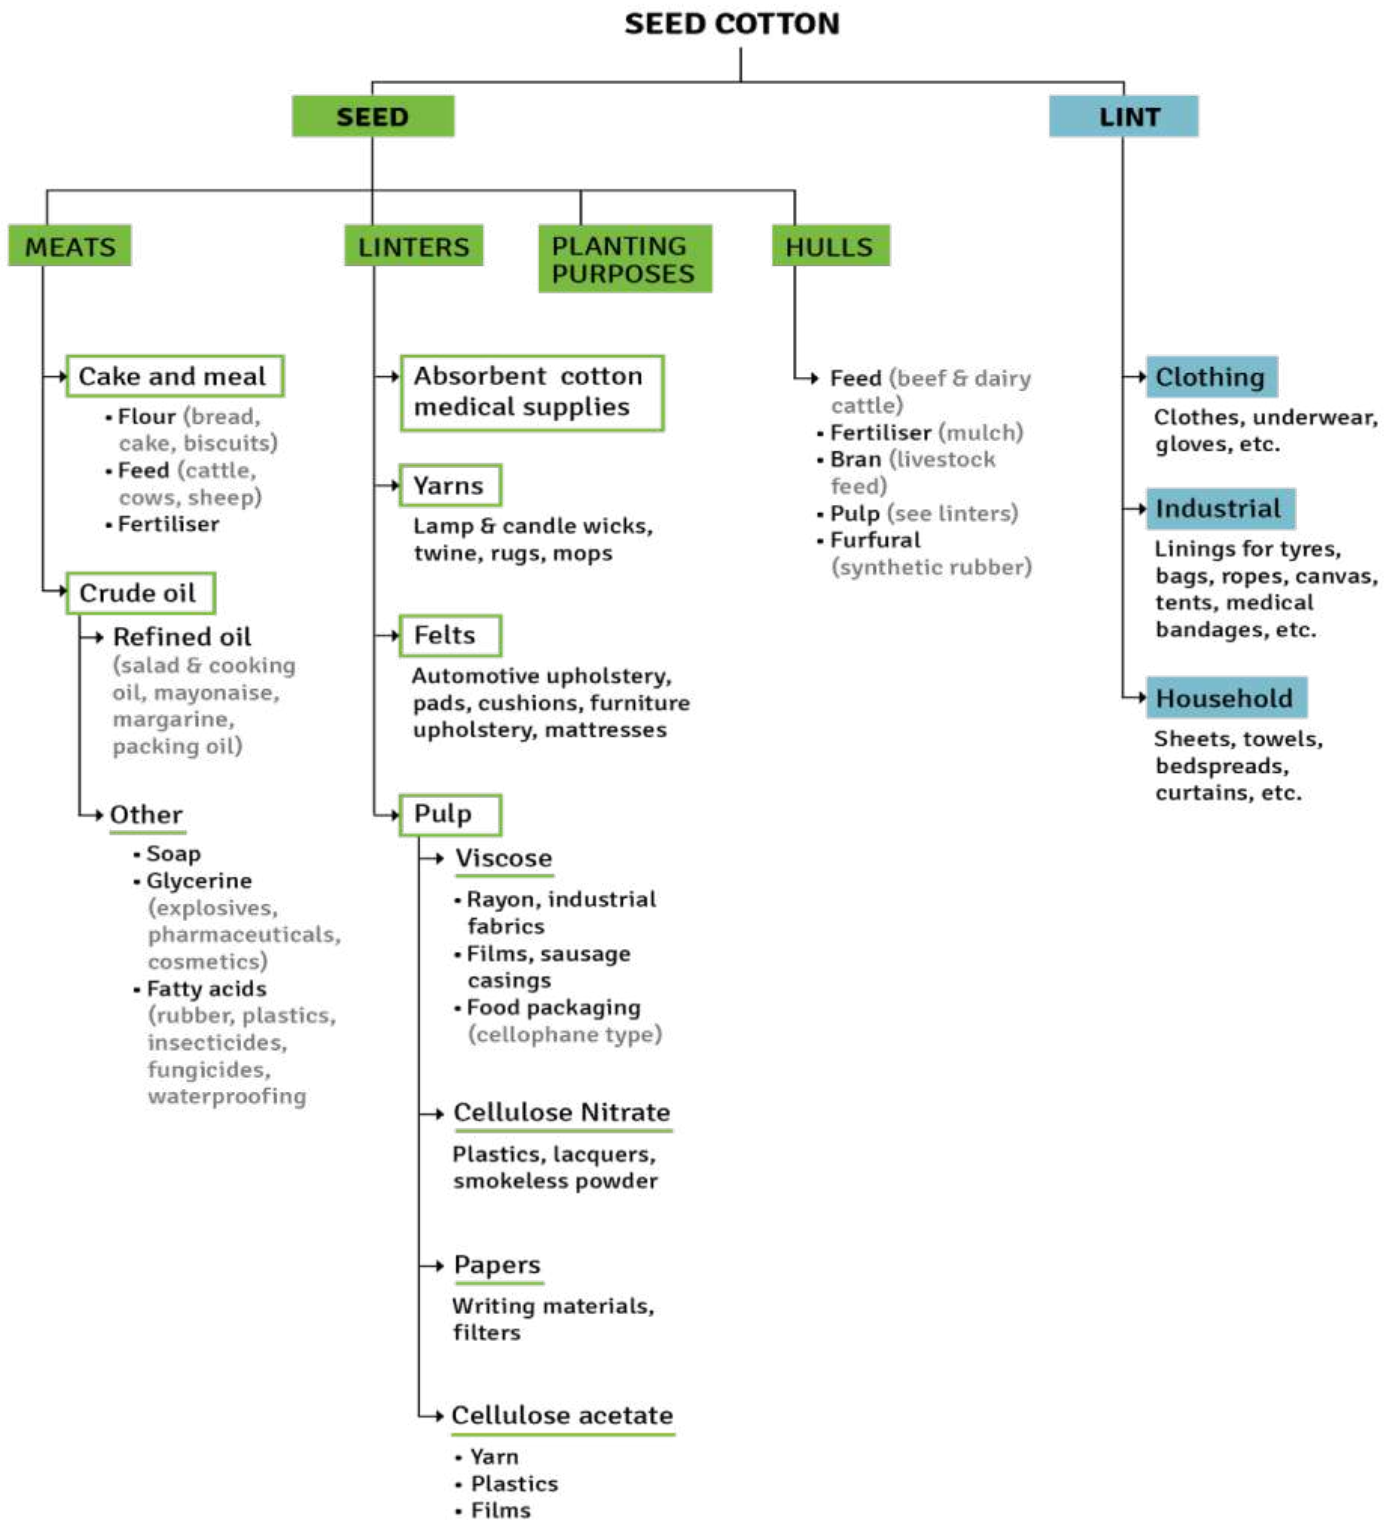 SEED COTTON
SEED
LINT
MEATS
LINTERS
PLANTING
PURPOSES
HULLS
Cake and meal
▪ Flour (bread,
cake, biscuits)
▪ Feed (cattle,
cows, sheep)
▪ Fertiliser
Crude oil
Refined oil
(salad & cooking
oil, mayonaise,
margarine,
packing oil)
Other
▪ Soap
▪ Glycerine
(explosives,
pharmaceuticals,
cosmetics)
▪ Fatty acids
(rubber, plastics,
insecticides,
fungicides,
waterproofing
Absorbent cotton
medical supplies
Yarns
Lamp & candle wicks,
twine, rugs, mops
Felts
Automotive upholstery,
pads, cushions, furniture
upholstery, mattresses
Pulp
Viscose
▪ Rayon, industrial
fabrics
▪ Films, sausage
casings
▪ Food packaging
(cellophane type)
Cellulose Nitrate
Plastics, lacquers,
smokeless powder
Papers
Writing materials,
filters
Cellulose acetate
▪ Yarn
▪ Plastics
▪ Films
Feed (beef & dairy
cattle)
▪ Fertiliser (mulch)
▪ Bran (livestock
feed)
▪ Pulp (see linters)
▪ Furfural
(synthetic rubber)
Clothing
Clothes, underwear,
gloves, etc.
Industrial
Linings for tyres,
bags, ropes, canvas,
tents, medical
bandages, etc.
Household
Sheets, towels,
bedspreads,
curtains, etc.